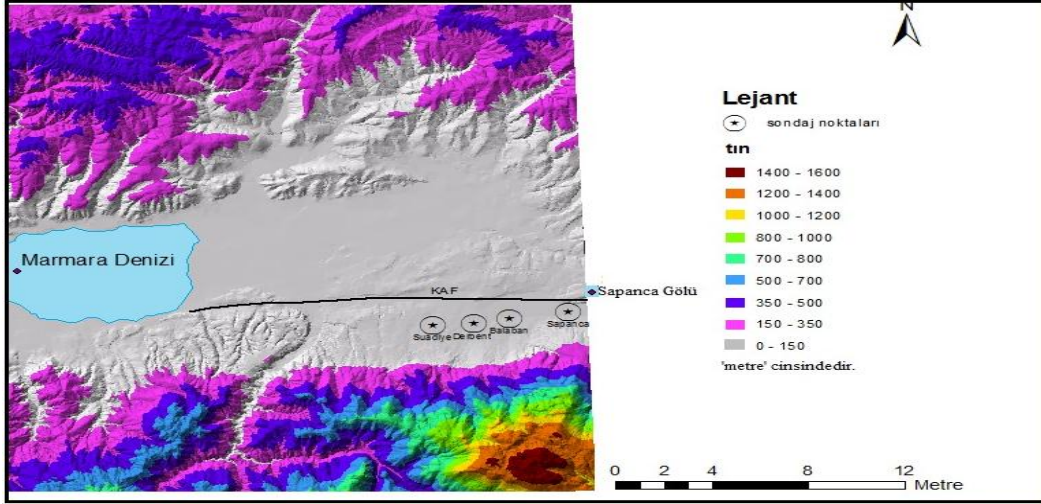 N
Lejant
sondaj noktaları
tın
1400 - 1600
1200 - 1400
1000 - 1200
800 - 1000
700 - 800
500 - 700
350 - 500
150 - 350
0 - 150
'metre' cinsindedir.
Marmara Denizi
KAF
Sapanca Gölü
Suadiye Derbent Balaban Sapanca
0 2 4 8 12
Metre